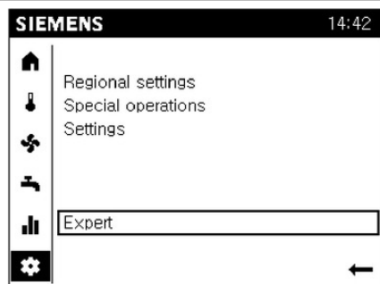 SIEMENS 14:42
Regional settings
Special operations
Settings
Expert